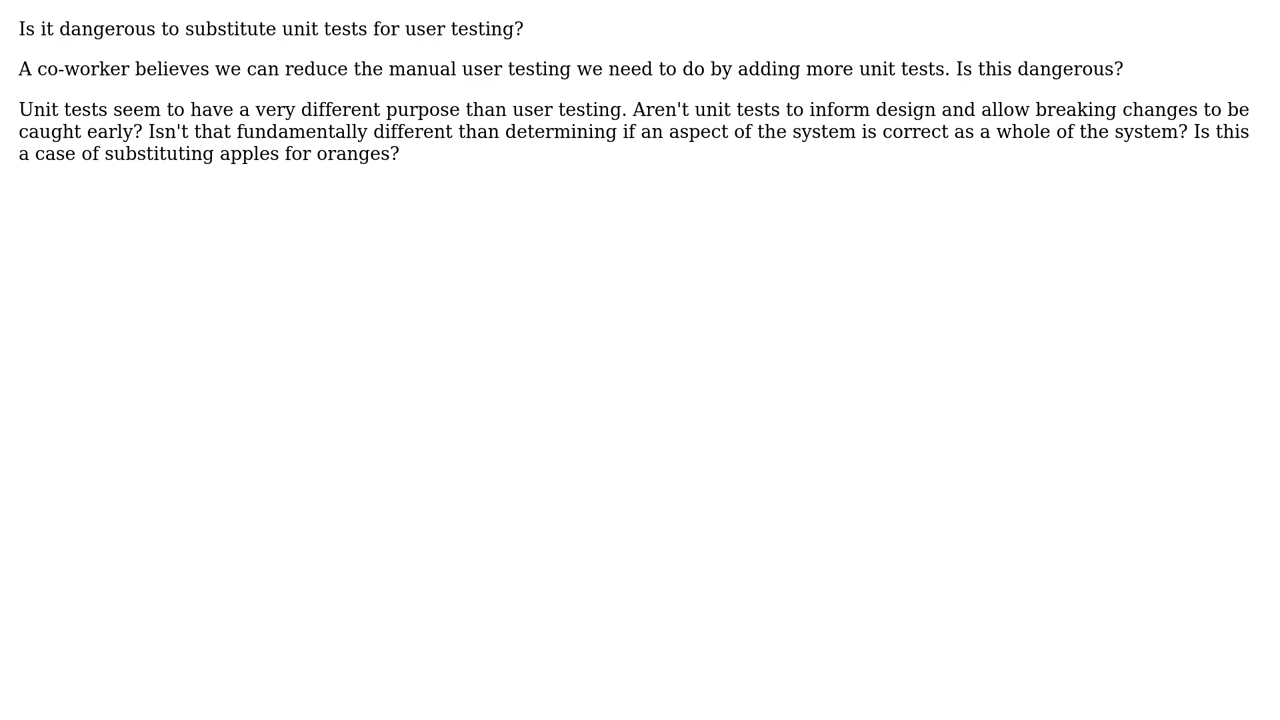 Is it dangerous to substitute unit tests for user testing?
A co-worker believes we can reduce the manual user testing we need to do by adding more unit tests. Is this dangerous?
Unit tests seem to have a very different purpose than user testing. Aren't unit tests to inform design and allow breaking changes to be
caught early? Isn't that fundamentally different than determining if an aspect of the system is correct as a whole of the system? Is this
a case of substituting apples for oranges?